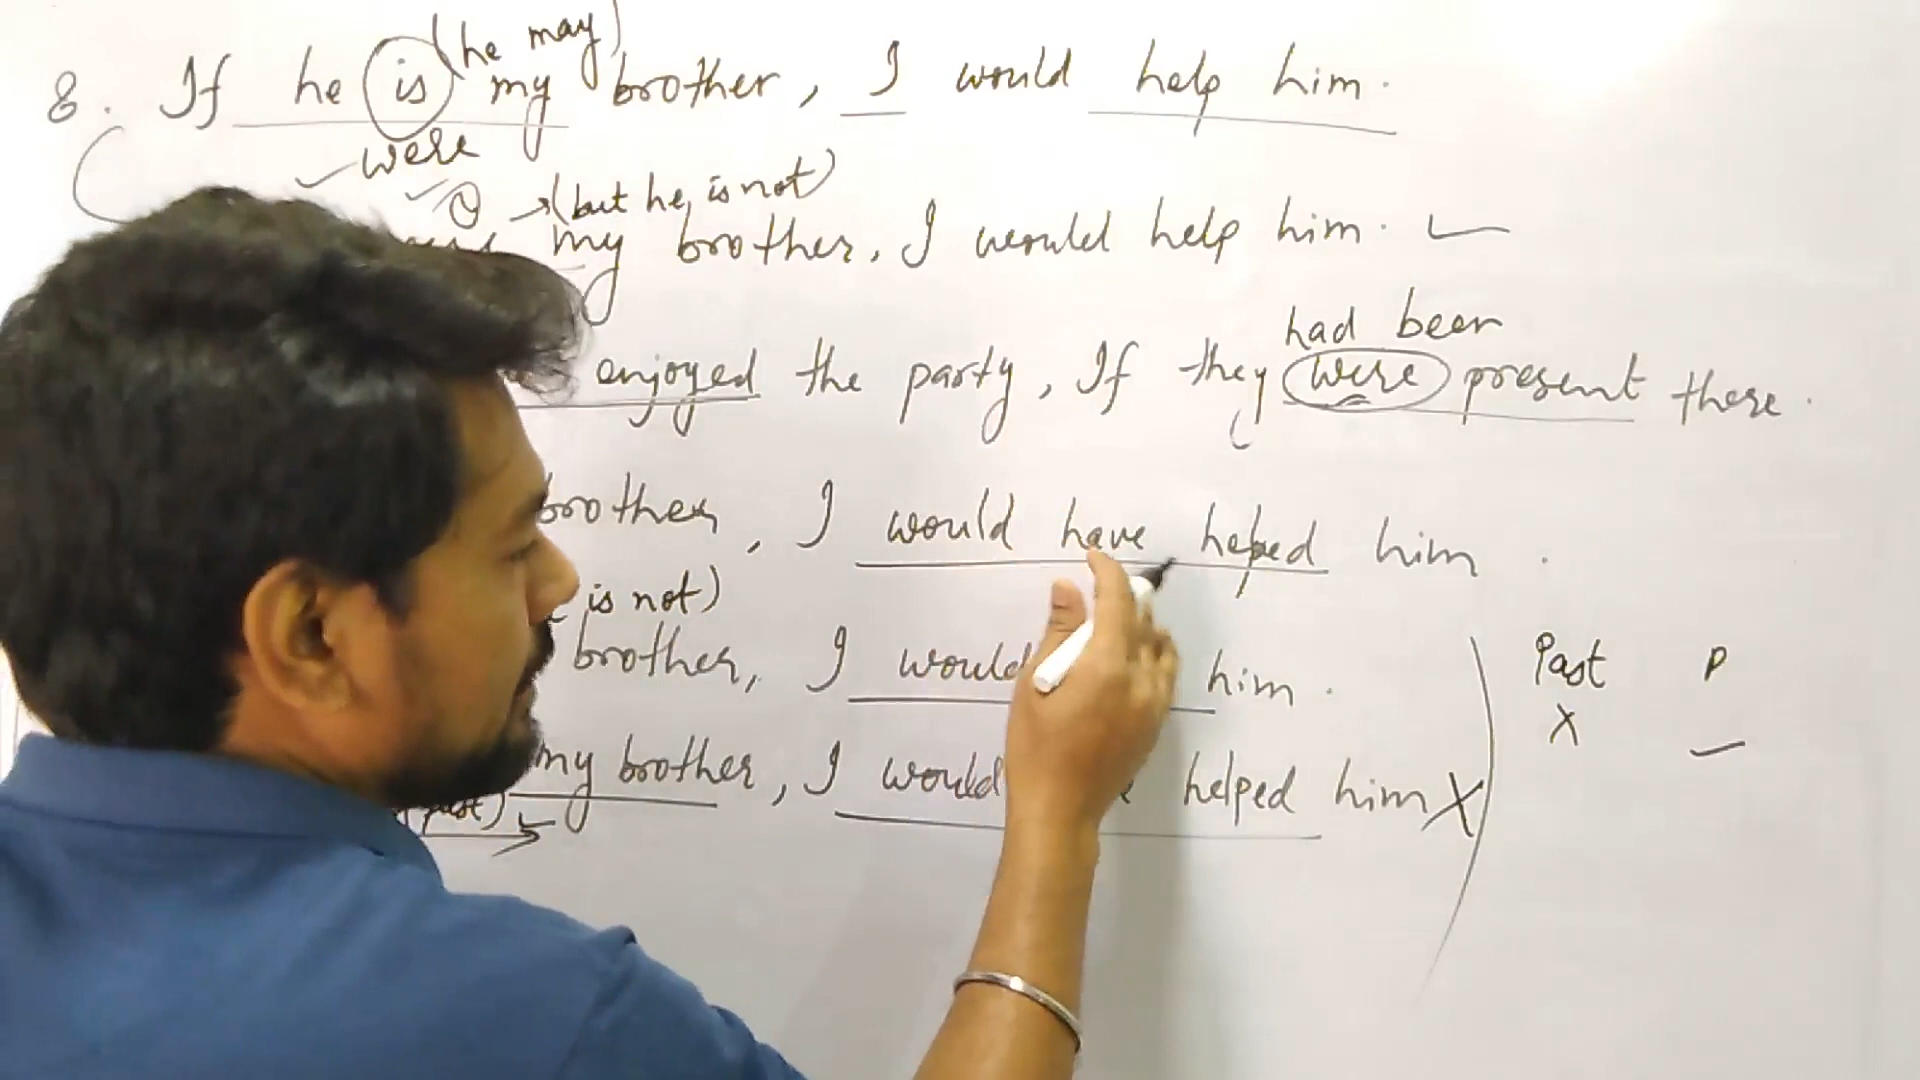 (he may)
8. If he is my brother, I would help him.
were
(but he is not)
my brother, I would help him.
had been
enjoyed the party, If they were present there.
brother, I would have helped him.
is not)
brother, I would him.
Past P
X
my brother, I would helped him X
past)